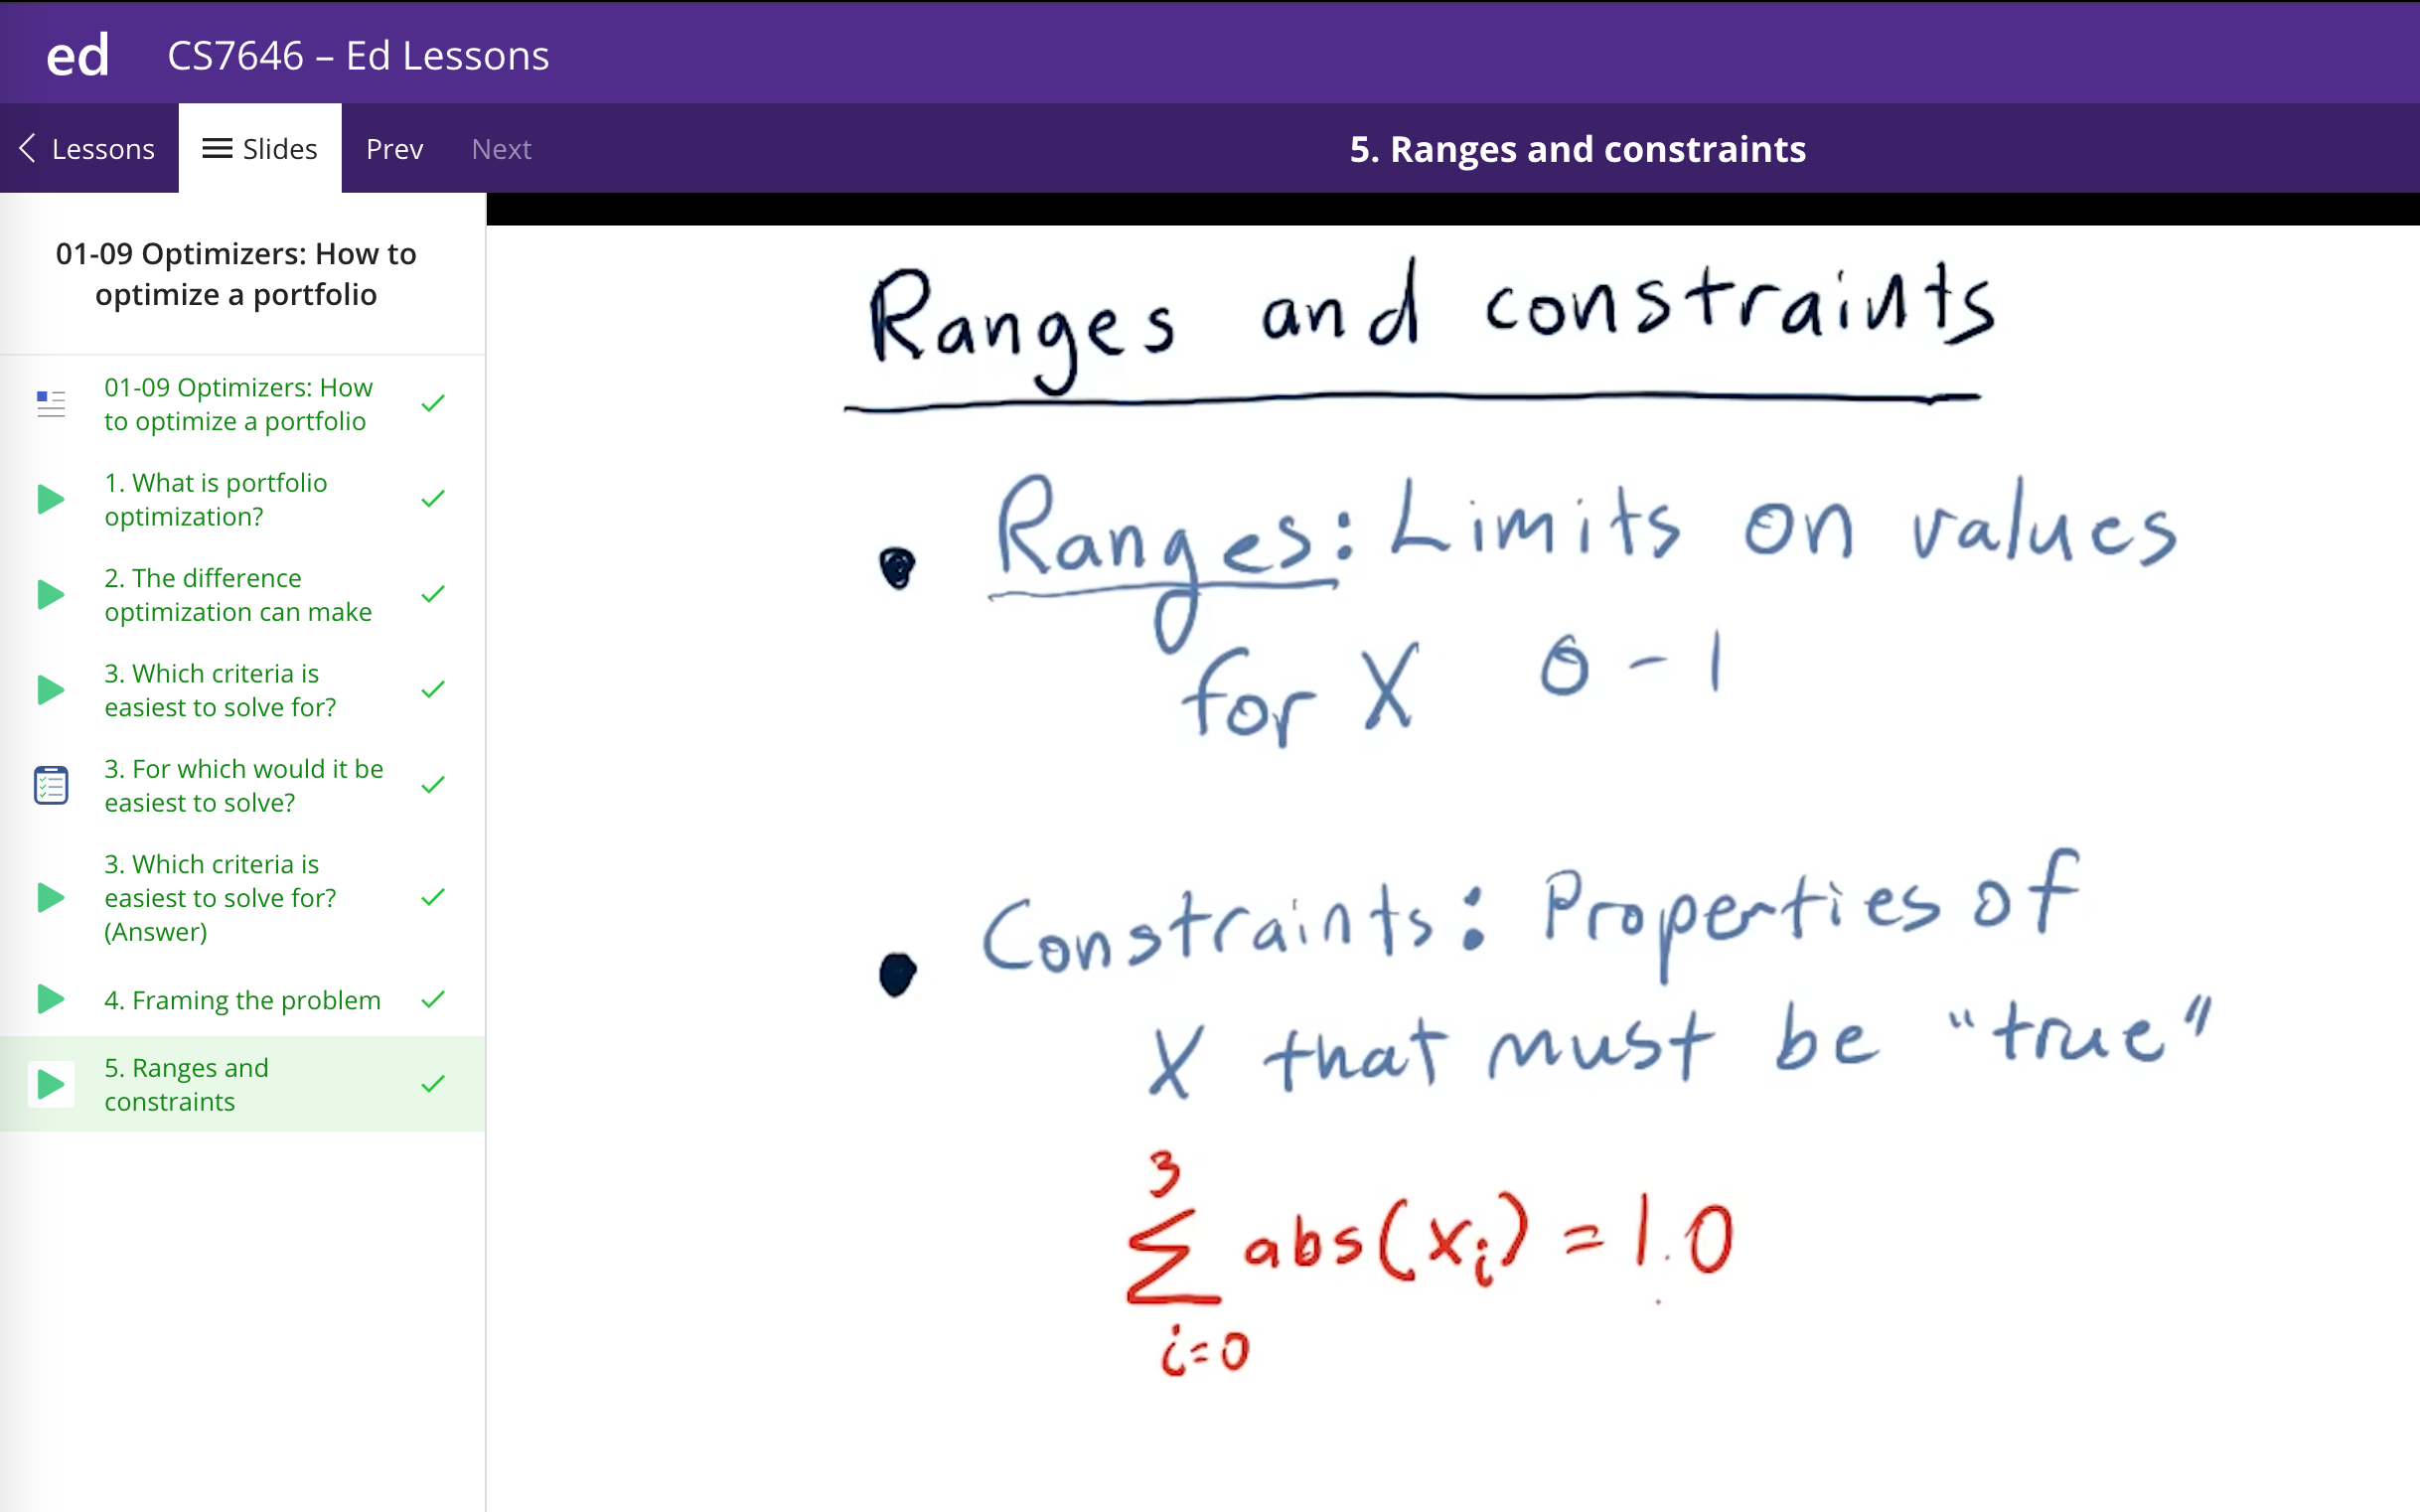 ed CS7646 – Ed Lessons
Lessons Slides Prev Next 5. Ranges and constraints
01-09 Optimizers: How to
optimize a portfolio
01-09 Optimizers: How
to optimize a portfolio
1. What is portfolio
optimization?
2. The difference
optimization can make
3. Which criteria is
easiest to solve for?
3. For which would it be
easiest to solve?
3. Which criteria is
easiest to solve for?
(Answer)
4. Framing the problem
5. Ranges and
constraints
Ranges and constraints
• Ranges: Limits on values
for X 0 - 1
• Constraints: Properties of
X that must be "true"
3
∑ abs(xᵢ) = 1.0
i=0